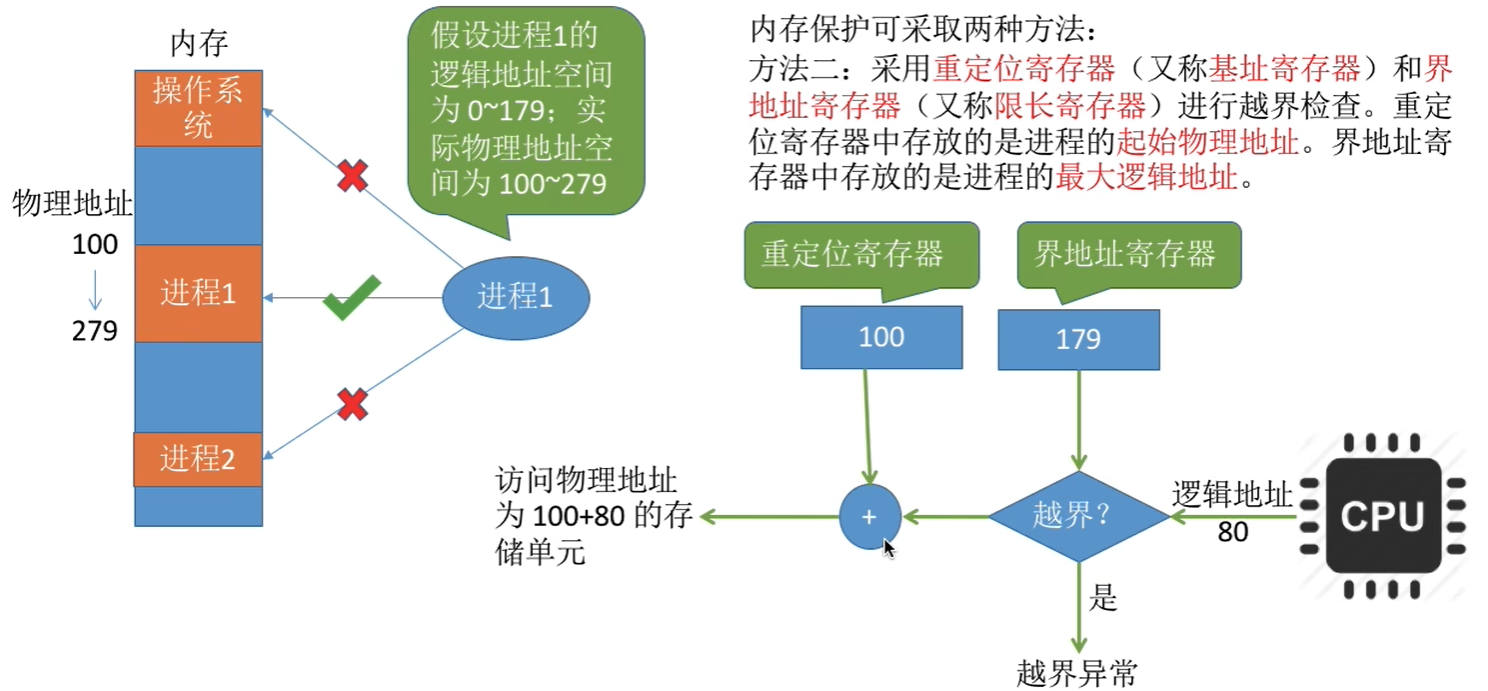 内存
操作系
统
物理地址
100
279
进程1
进程2
假设进程1的
逻辑地址空间
为 0~179；实
际物理地址空
间为 100~279
进程1
内存保护可采取两种方法：
方法二：采用重定位寄存器（又称基址寄存器）和界
地址寄存器（又称限长寄存器）进行越界检查。重定
位寄存器中存放的是进程的起始物理地址。界地址寄
存器中存放的是进程的最大逻辑地址。
重定位寄存器
界地址寄存器
100
179
访问物理地址
为 100+80 的存
储单元
+
越界？
逻辑地址
80
CPU
是
越界异常